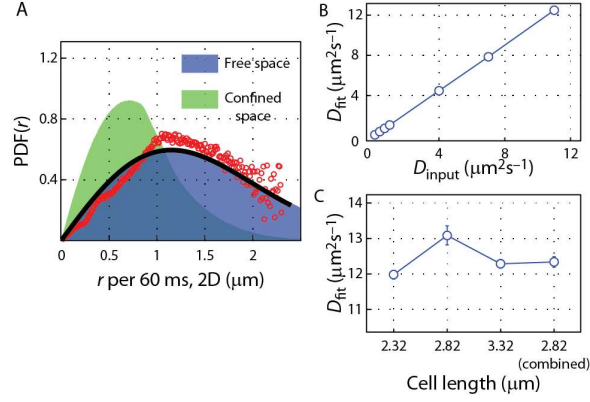 A
1.2
0.8
0.4
PDF(r)
Free space
Confined
space
0
0.5
1
1.5
2
r per 60 ms, 2D (μm)
B
12
8
4
0
D_fit (μm²s⁻¹)
0
4
8
12
D_input (μm²s⁻¹)
C
14
13
12
11
D_fit (μm²s⁻¹)
2.32
2.82
3.32
2.82
(combined)
Cell length (μm)